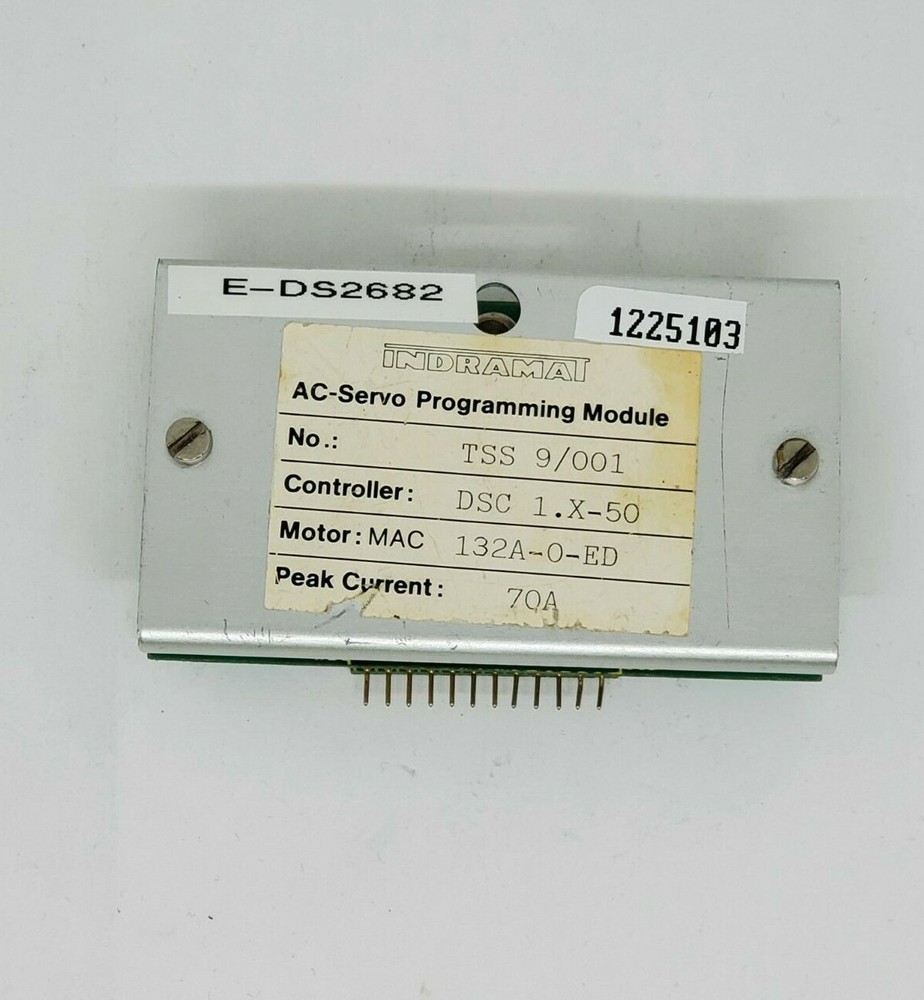 E-DS2682
1225103
INDRAMAT
AC-Servo Programming Module
No.: TSS 9/001
Controller: DSC 1.X-50
Motor: MAC 132A-0-ED
Peak Current: 70A